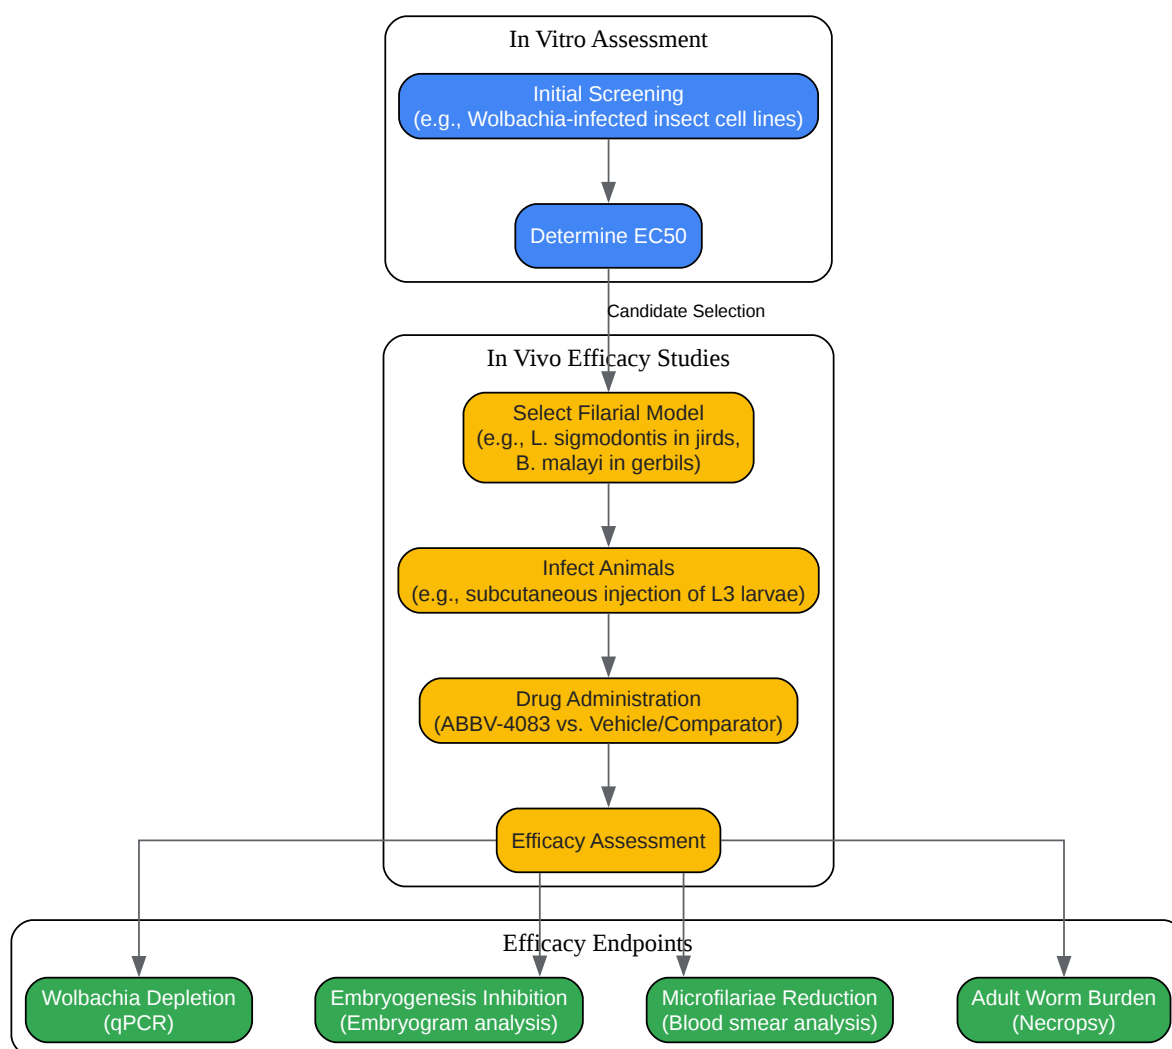 In Vitro Assessment
Initial Screening
(e.g., Wolbachia-infected insect cell lines)
Determine EC50
Candidate Selection
In Vivo Efficacy Studies
Select Filarial Model
(e.g., L. sigmodontis in jirds,
B. malayi in gerbils)
Infect Animals
(e.g., subcutaneous injection of L3 larvae)
Drug Administration
(ABBV-4083 vs. Vehicle/Comparator)
Efficacy Assessment
Efficacy Endpoints
Wolbachia Depletion
(qPCR)
Embryogenesis Inhibition
(Embryogram analysis)
Microfilariae Reduction
(Blood smear analysis)
Adult Worm Burden
(Necropsy)